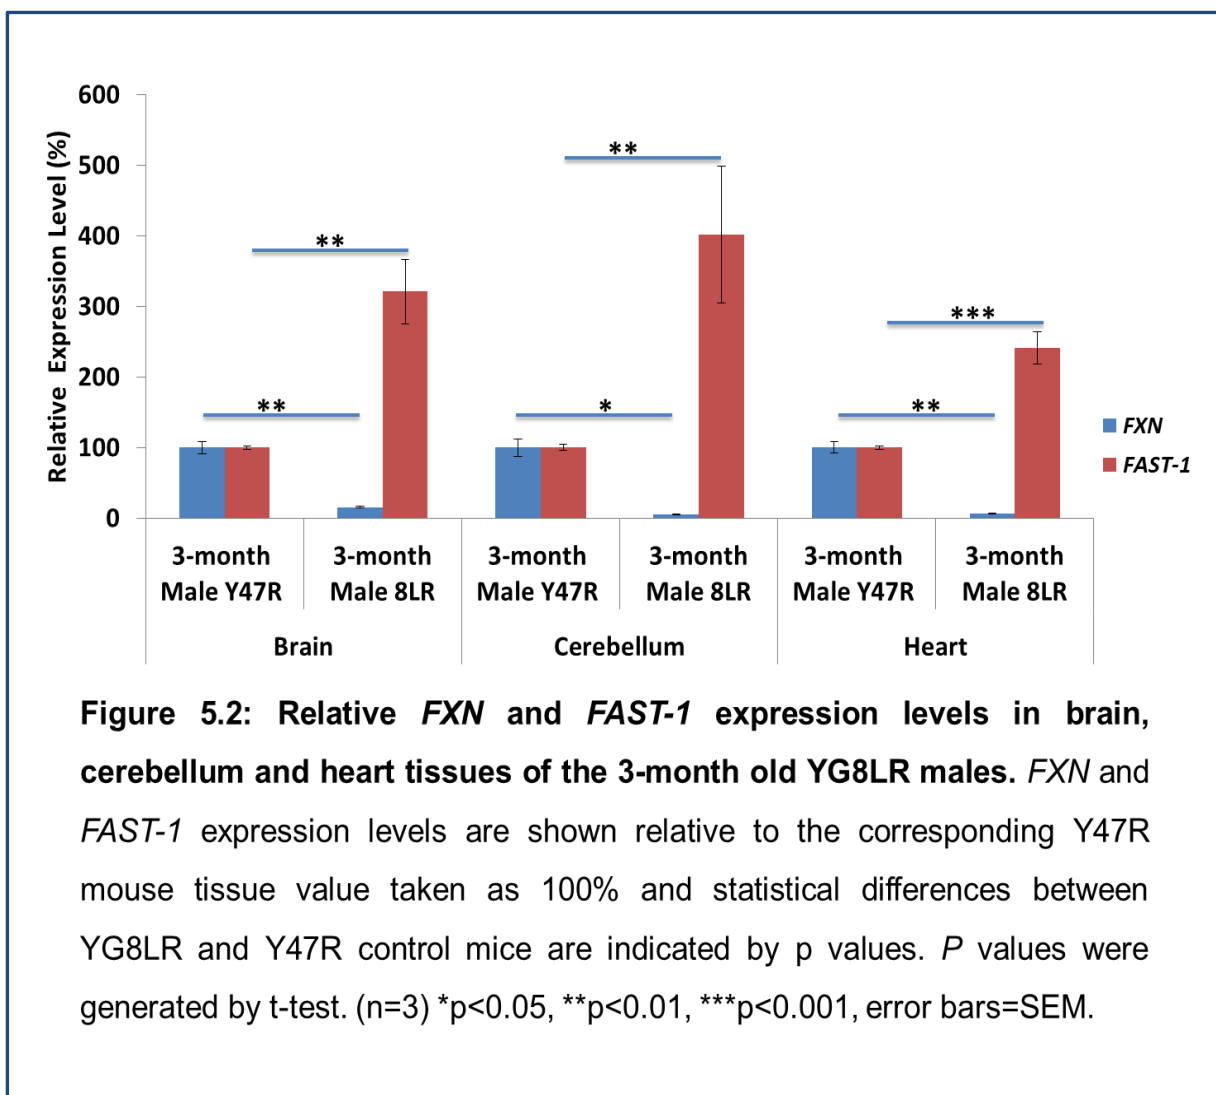 600
500
400
300
200
100
0
Relative Expression Level (%)
**
**
**
*
***
**
FXN
FAST-1
3-month Male Y47R
3-month Male 8LR
3-month Male Y47R
3-month Male 8LR
3-month Male Y47R
3-month Male 8LR
Brain
Cerebellum
Heart
Figure 5.2: Relative FXN and FAST-1 expression levels in brain,
cerebellum and heart tissues of the 3-month old YG8LR males. FXN and
FAST-1 expression levels are shown relative to the corresponding Y47R
mouse tissue value taken as 100% and statistical differences between
YG8LR and Y47R control mice are indicated by p values. P values were
generated by t-test. (n=3) *p<0.05, **p<0.01, ***p<0.001, error bars=SEM.